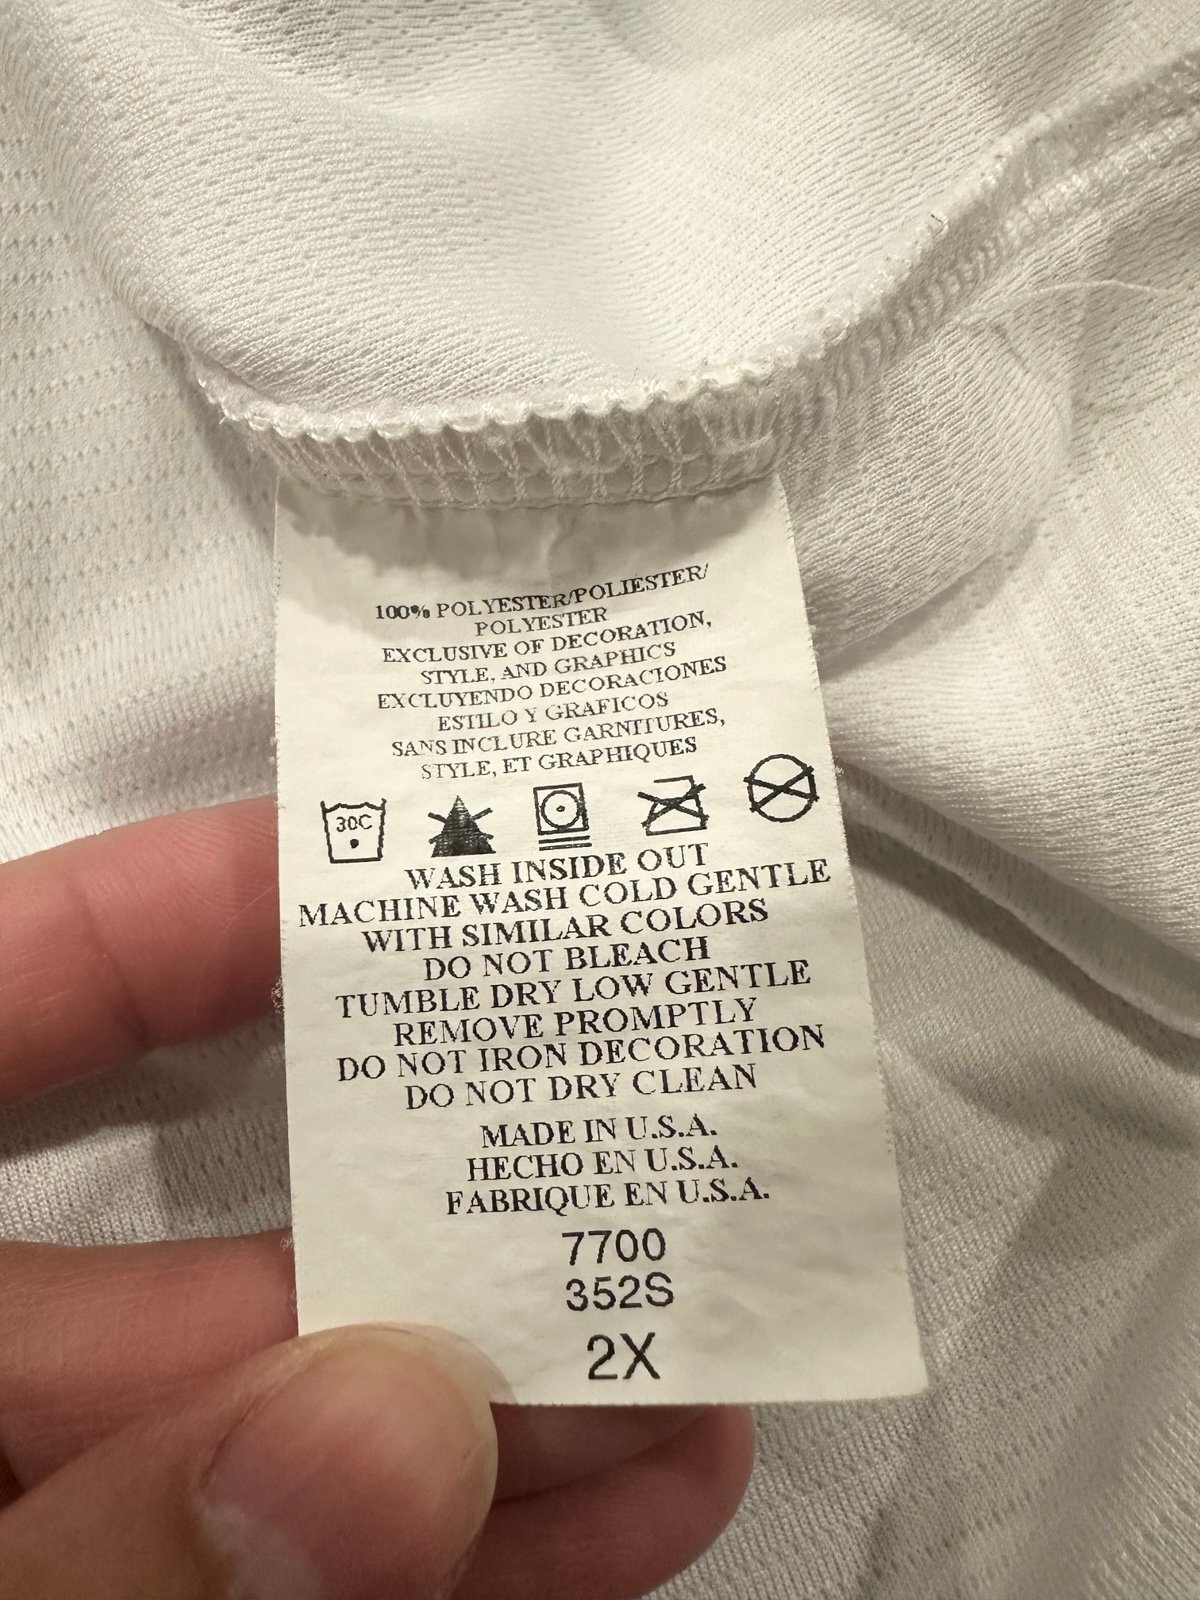 100% POLYESTER/POLIESTER/
POLYESTER
EXCLUSIVE OF DECORATION,
STYLE, AND GRAPHICS
EXCLUYENDO DECORACIONES
ESTILO Y GRAFICOS
SANS INCLURE GARNITURES,
STYLE, ET GRAPHIQUES
30C
WASH INSIDE OUT
MACHINE WASH COLD GENTLE
WITH SIMILAR COLORS
DO NOT BLEACH
TUMBLE DRY LOW GENTLE
REMOVE PROMPTLY
DO NOT IRON DECORATION
DO NOT DRY CLEAN
MADE IN U.S.A.
HECHO EN U.S.A.
FABRIQUE EN U.S.A.
7700
352S
2X